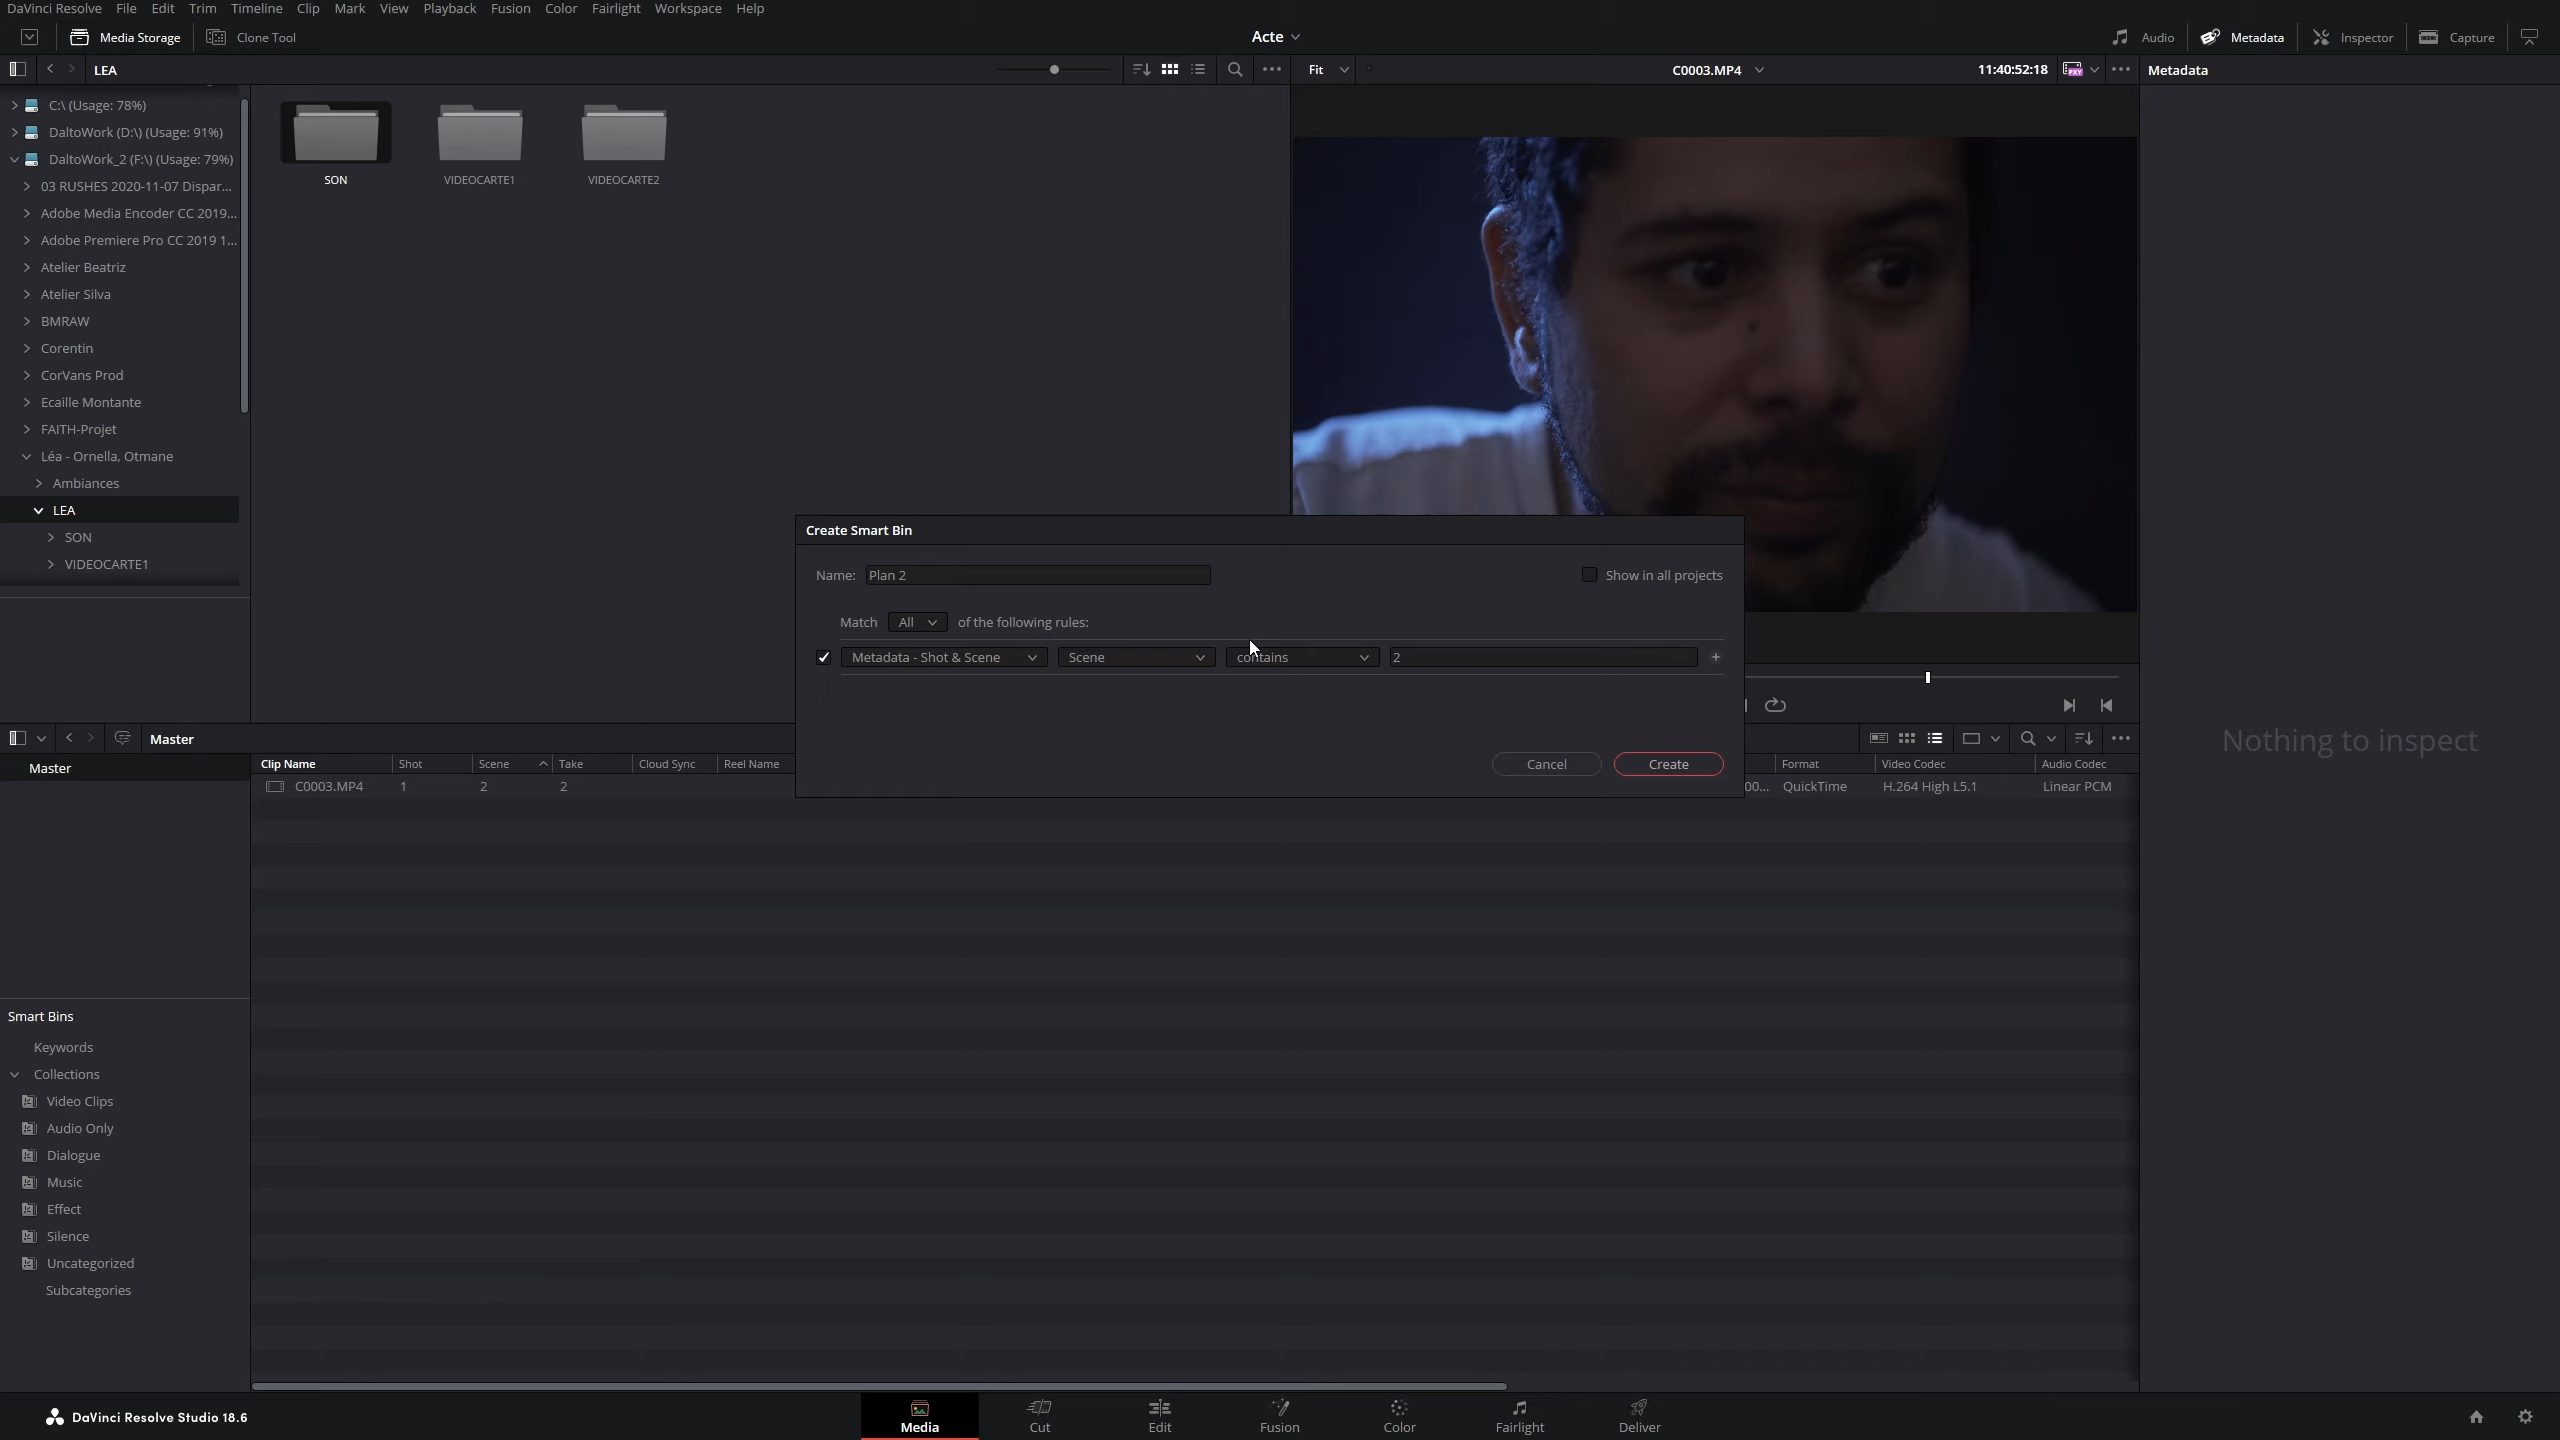 DaVinci Resolve File Edit Trim Timeline Clip Mark View Playback Fusion Color Fairlight Workspace Help
Media Storage Clone Tool Acte Audio Metadata Inspector Capture
LEA Fit C0003.MP4 11:40:52:18 Metadata
C:\ (Usage: 78%)
DaltoWork (D:\) (Usage: 91%)
DaltoWork_2 (F:\) (Usage: 79%)
03 RUSHES 2020-11-07 Dispar...
Adobe Media Encoder CC 2019...
Adobe Premiere Pro CC 2019 1...
Atelier Beatriz
Atelier Silva
BMRAW
Corentin
CorVans Prod
Ecaille Montante
FAITH-Projet
Léa - Ornella, Otmane
Ambiances
LEA
SON
VIDEOCARTE1
SON VIDEOCARTE1 VIDEOCARTE2
Create Smart Bin
Name: Plan 2 Show in all projects
Match All of the following rules:
Metadata - Shot & Scene Scene contains 2
Cancel Create
Nothing to inspect
Master
Master
Clip Name Shot Scene Take Cloud Sync Reel Name Format Video Codec Audio Codec
C0003.MP4 1 2 2 00... QuickTime H.264 High L5.1 Linear PCM
Smart Bins
Keywords
Collections
Video Clips
Audio Only
Dialogue
Music
Effect
Silence
Uncategorized
Subcategories
DaVinci Resolve Studio 18.6 Media Cut Edit Fusion Color Fairlight Deliver